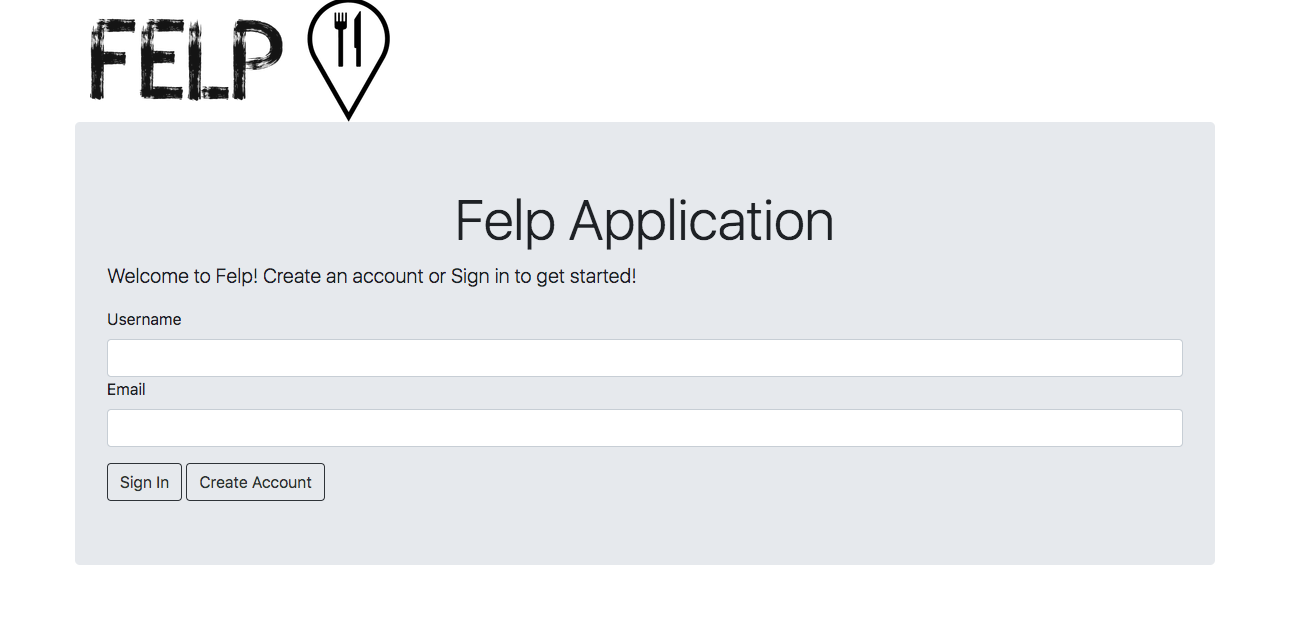 FELP
Felp Application
Welcome to Felp! Create an account or Sign in to get started!
Username
Email
Sign In Create Account